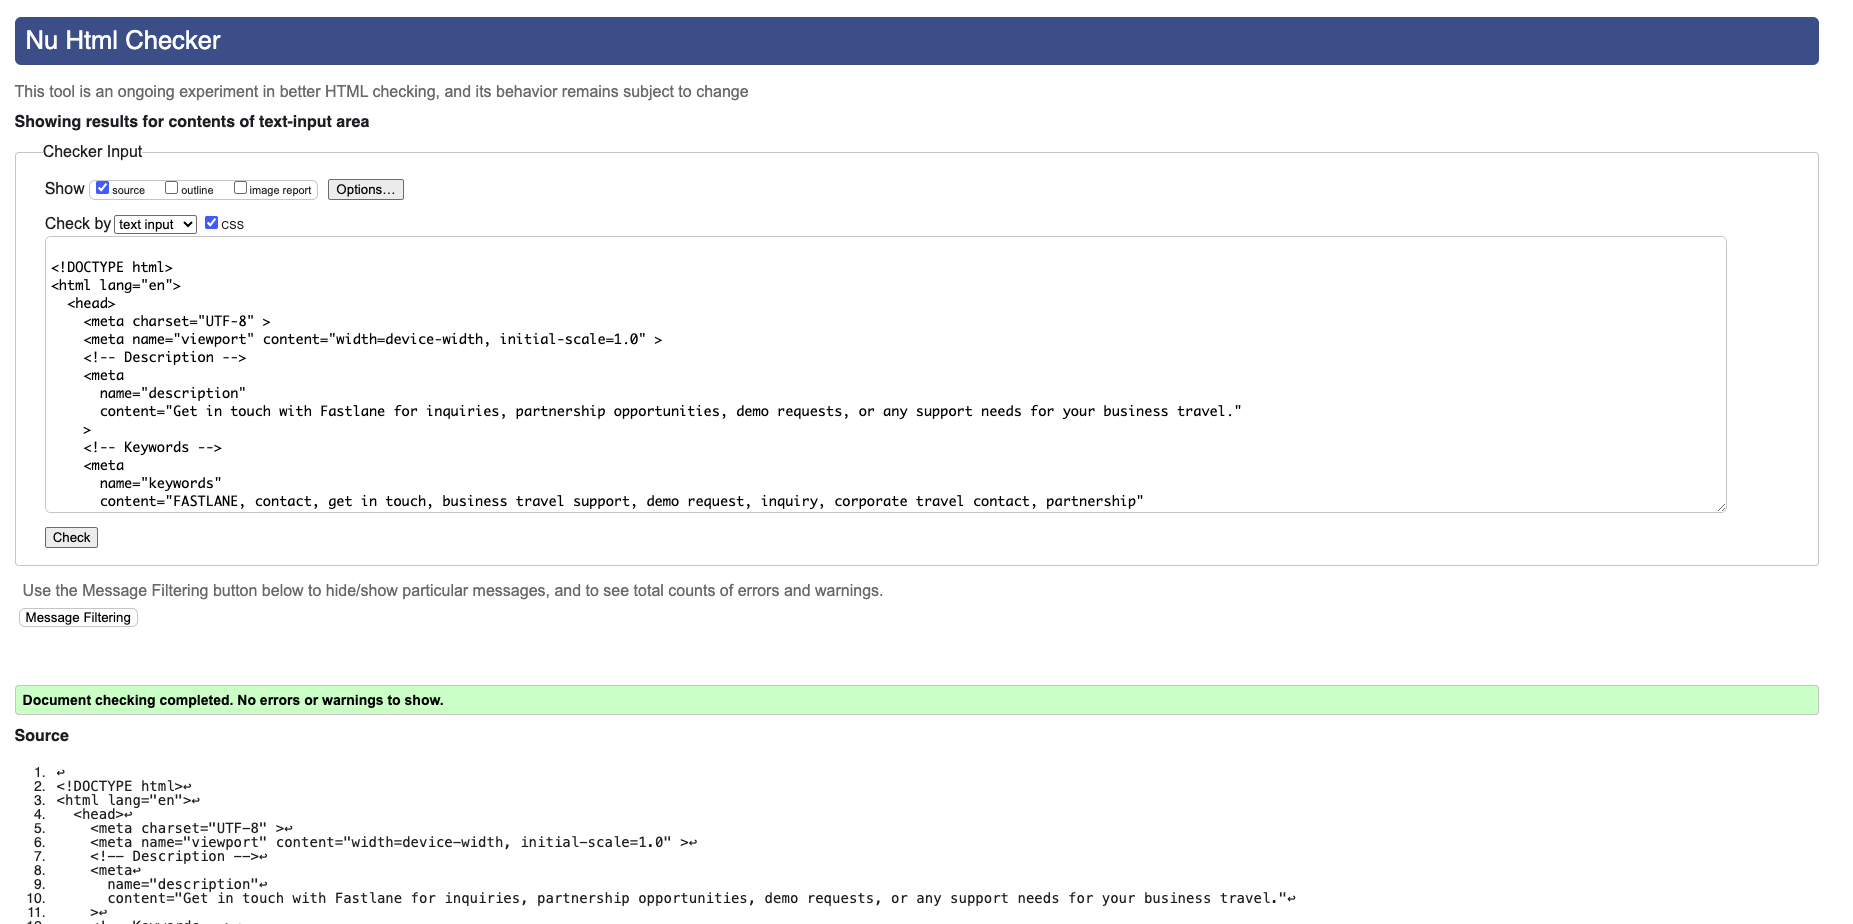 Nu Html Checker
This tool is an ongoing experiment in better HTML checking, and its behavior remains subject to change
Showing results for contents of text-input area
Checker Input
Show source outline image report Options...
Check by text input CSS
<!DOCTYPE html>
<html lang="en">
  <head>
    <meta charset="UTF-8" >
    <meta name="viewport" content="width=device-width, initial-scale=1.0" >
    <!-- Description -->
    <meta
      name="description"
      content="Get in touch with Fastlane for inquiries, partnership opportunities, demo requests, or any support needs for your business travel."
    >
    <!-- Keywords -->
    <meta
      name="keywords"
      content="FASTLANE, contact, get in touch, business travel support, demo request, inquiry, corporate travel contact, partnership"
Check
Use the Message Filtering button below to hide/show particular messages, and to see total counts of errors and warnings.
Message Filtering
Document checking completed. No errors or warnings to show.
Source
1. ↩
2. <!DOCTYPE html>↩
3. <html lang="en">↩
4.   <head>↩
5.     <meta charset="UTF-8" >↩
6.     <meta name="viewport" content="width=device-width, initial-scale=1.0" >↩
7.     <!-- Description -->↩
8.     <meta↩
9.       name="description"↩
10.       content="Get in touch with Fastlane for inquiries, partnership opportunities, demo requests, or any support needs for your business travel."↩
11.     >↩